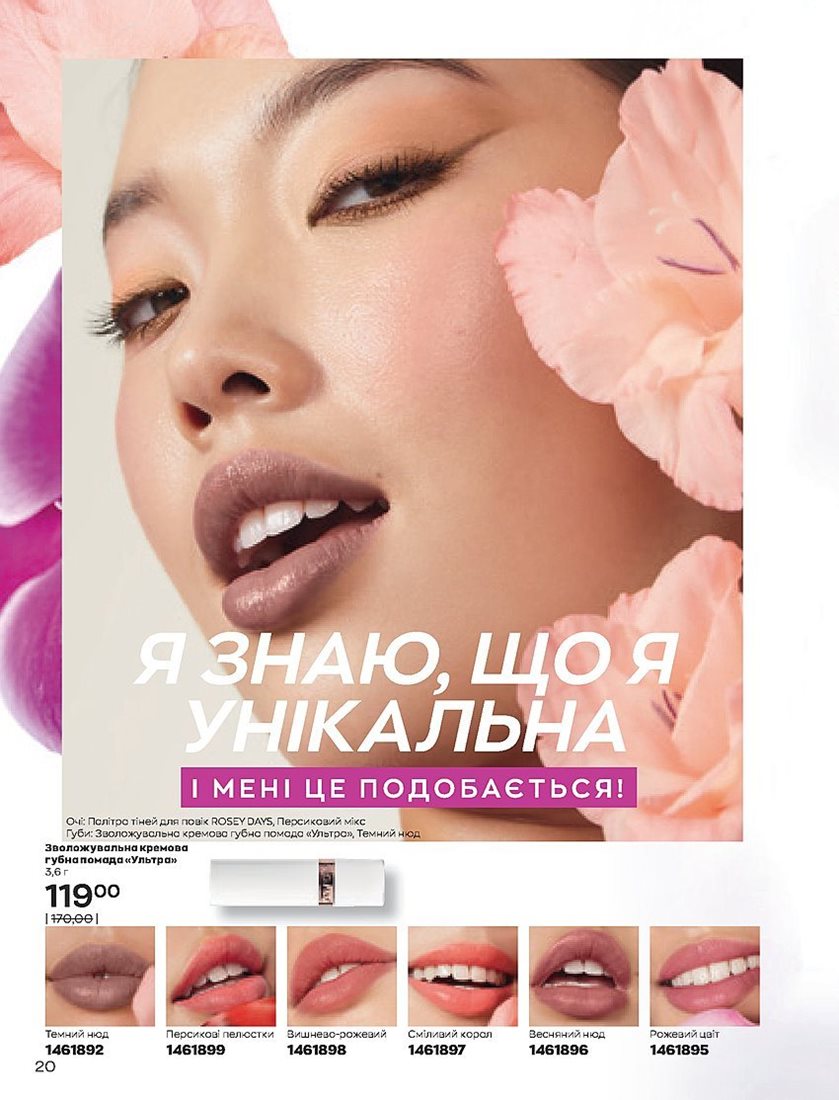 Я ЗНАЮ, ЩО Я
УНІКАЛЬНА
І МЕНІ ЦЕ ПОДОБАЄТЬСЯ!
Очі: Палітра тіней для повік ROSEY DAYS, Персиковий мікс
Губи: Зволожувальна кремова губна помада «Ультра», Темний нюд
Зволожувальна кремова
губна помада «Ультра»
3,6 г
119⁰⁰
| 170,00 |
Темний нюд
1461892
Персикові пелюстки
1461899
Вишнево-рожевий
1461898
Сміливий корал
1461897
Весняний нюд
1461896
Рожевий цвіт
1461895
20